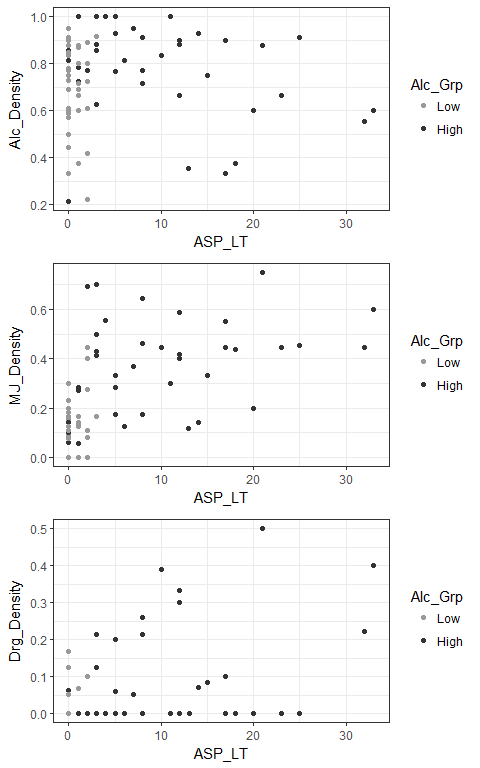 1.0
0.8
0.6
0.4
0.2
Alc_Density
0
10
20
30
ASP_LT
Alc_Grp
Low
High
0.6
0.4
0.2
0.0
MJ_Density
0
10
20
30
ASP_LT
Alc_Grp
Low
High
0.5
0.4
0.3
0.2
0.1
0.0
Drg_Density
0
10
20
30
ASP_LT
Alc_Grp
Low
High